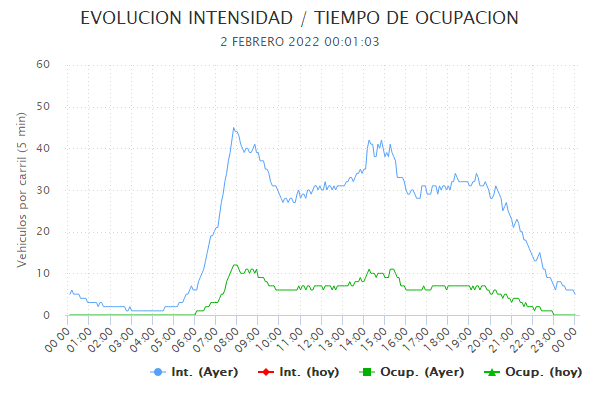 EVOLUCION INTENSIDAD / TIEMPO DE OCUPACION
2 FEBRERO 2022 00:01:03
Vehiculos por carril (5 min)
60
50
40
30
20
10
0
00:00 01:00 02:00 03:00 04:00 05:00 06:00 07:00 08:00 09:00 10:00 11:00 12:00 13:00 14:00 15:00 16:00 17:00 18:00 19:00 20:00 21:00 22:00 23:00 00:00
Int. (Ayer) Int. (hoy) Ocup. (Ayer) Ocup. (hoy)